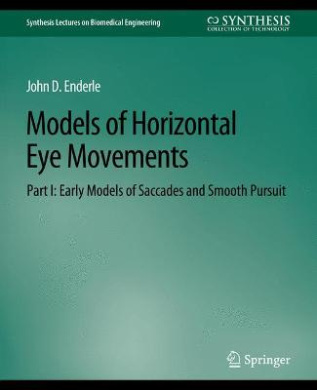 Synthesis Lectures on Biomedical Engineering
SYNTHESIS
COLLECTION OF TECHNOLOGY
John D. Enderle
Models of Horizontal
Eye Movements
Part I: Early Models of Saccades and Smooth Pursuit
Springer